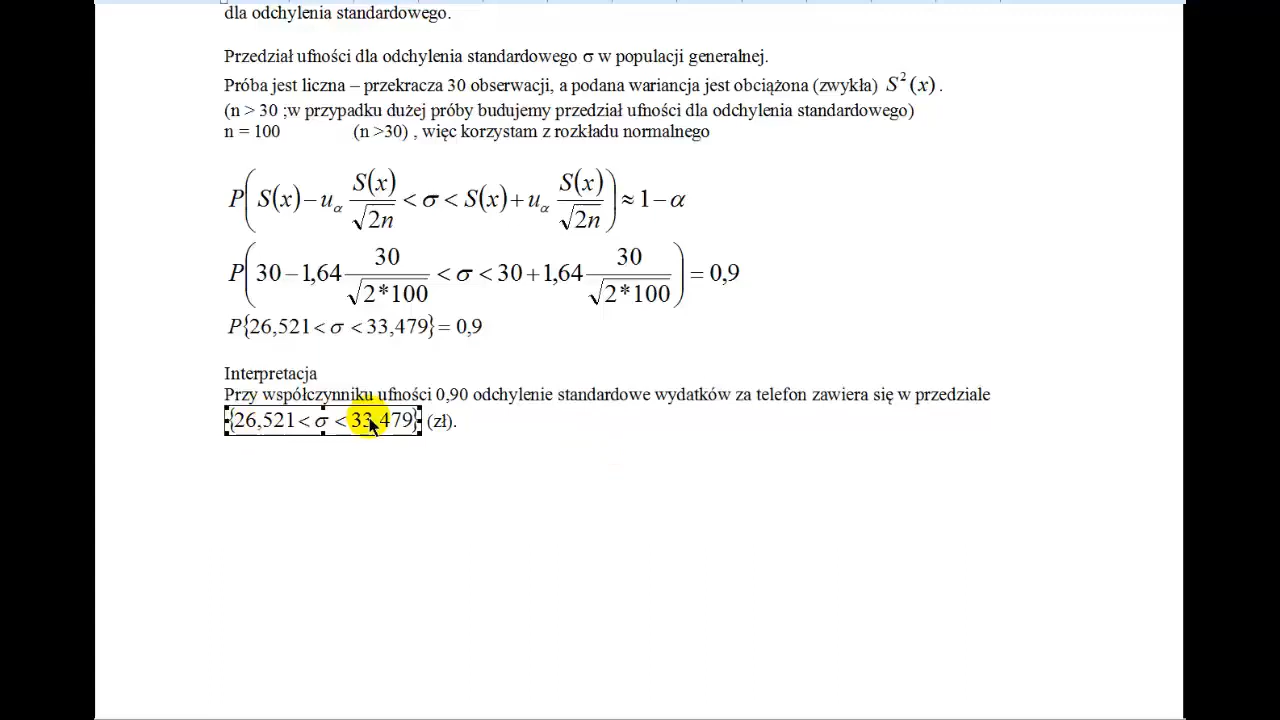 dla odchylenia standardowego.
Przedział ufności dla odchylenia standardowego σ w populacji generalnej.
Próba jest liczna – przekracza 30 obserwacji, a podana wariancja jest obciążona (zwykła) S²(x).
(n > 30 ;w przypadku dużej próby budujemy przedział ufności dla odchylenia standardowego)
n = 100 (n >30) , więc korzystam z rozkładu normalnego
P(S(x) − u_α S(x)/√2n < σ < S(x) + u_α S(x)/√2n) ≈ 1 − α
P(30 − 1,64 30/√2*100 < σ < 30 + 1,64 30/√2*100) = 0,9
P{26,521 < σ < 33,479} = 0,9
Interpretacja
Przy współczynniku ufności 0,90 odchylenie standardowe wydatków za telefon zawiera się w przedziale
{26,521 < σ < 33,479} (zł).